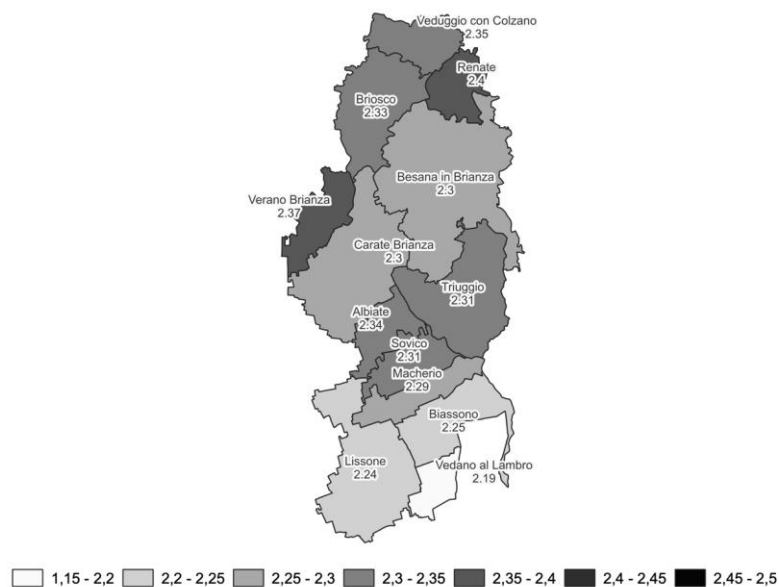 Veduggio con Colzano
2.35
Renate
2.4
Briosco
2.33
Besana in Brianza
2.3
Verano Brianza
2.37
Carate Brianza
2.3
Triuggio
2.31
Albiate
2.34
Sovico
2.31
Macherio
2.29
Biassono
2.25
Lissone
2.24
Vedano al Lambro
2.19
1,15 - 2,2 2,2 - 2,25 2,25 - 2,3 2,3 - 2,35 2,35 - 2,4 2,4 - 2,45 2,45 - 2,5